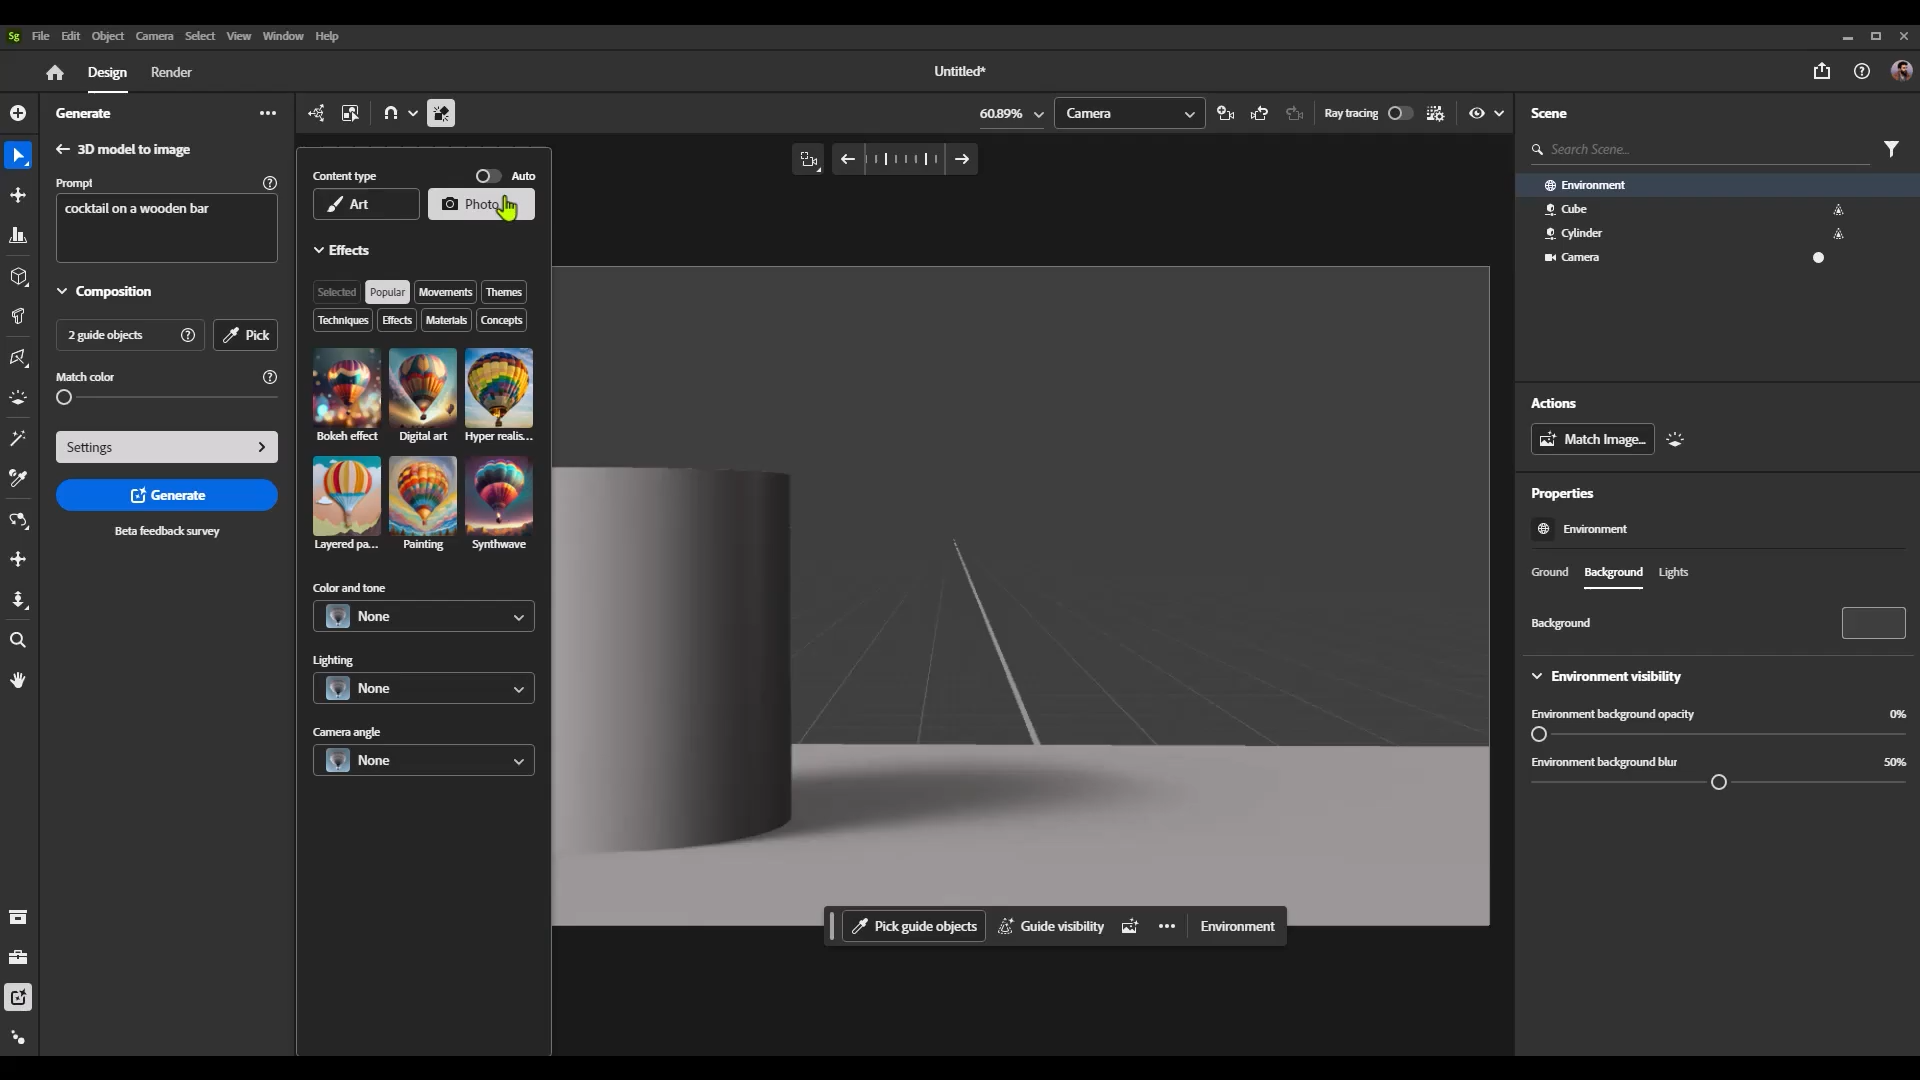 Sg File Edit Object Camera Select View Window Help
Design Render Untitled*
Generate
3D model to image
Prompt
cocktail on a wooden bar
Composition
2 guide objects Pick
Match color
Settings
Generate
Beta feedback survey
60.89% Camera Ray tracing
Content type Auto
Art Photo
Effects
Selected Popular Movements Themes
Techniques Effects Materials Concepts
Bokeh effect Digital art Hyper realis...
Layered pa... Painting Synthwave
Color and tone
None
Lighting
None
Camera angle
None
Pick guide objects Guide visibility Environment
Scene
Search Scene...
Environment
Cube
Cylinder
Camera
Actions
Match Image...
Properties
Environment
Ground Background Lights
Background
Environment visibility
Environment background opacity 0%
Environment background blur 50%